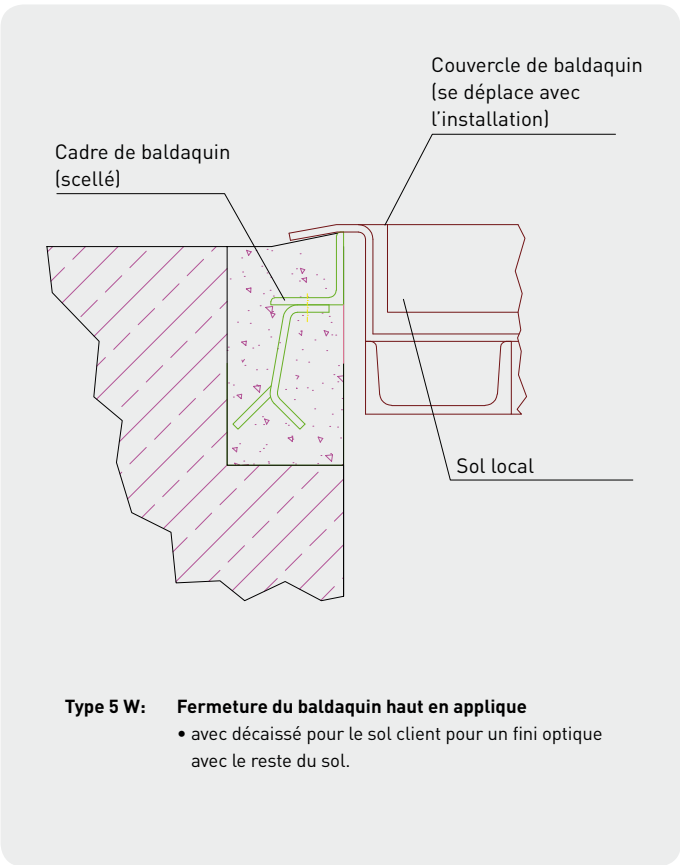 Couvercle de baldaquin
(se déplace avec
l'installation)
Cadre de baldaquin
(scellé)
Sol local
Type 5 W: Fermeture du baldaquin haut en applique
• avec décaissé pour le sol client pour un fini optique
avec le reste du sol.